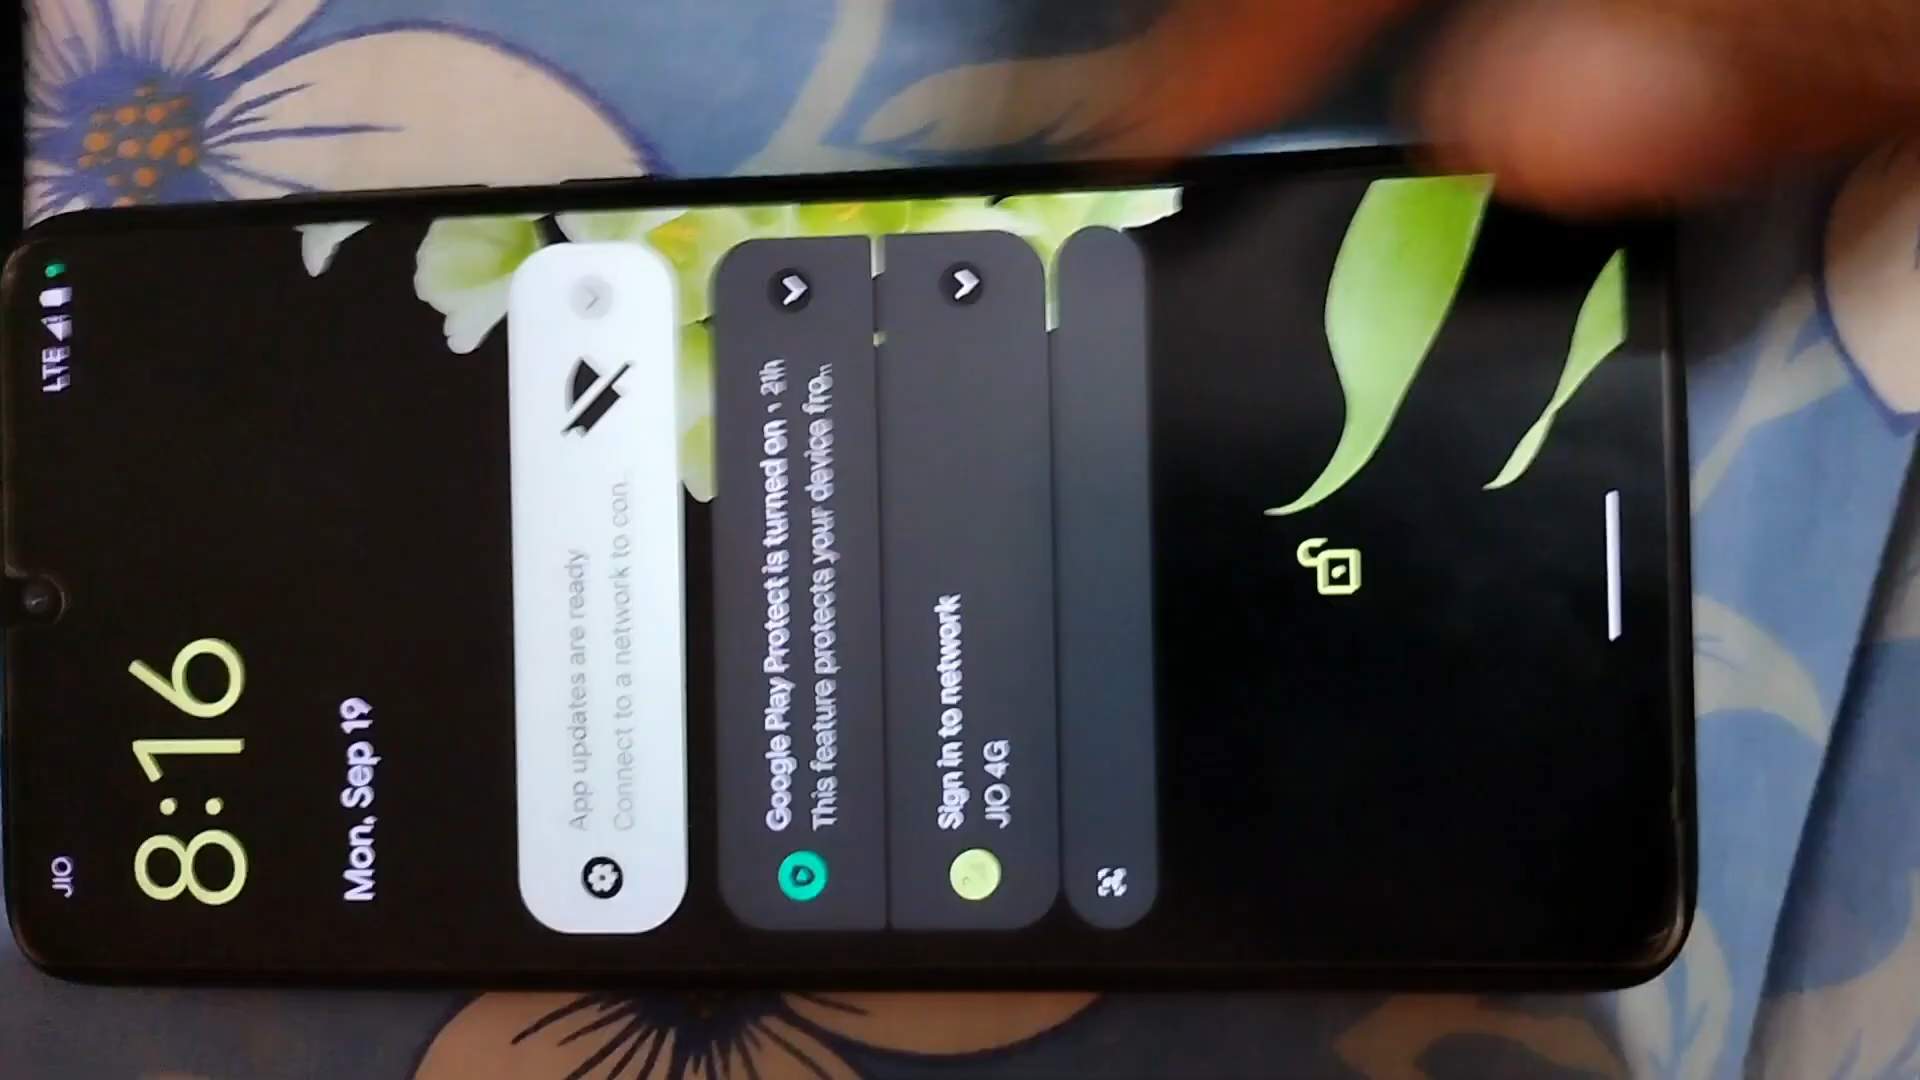 JIO LTE
8:16
Mon, Sep 19
App updates are ready
Connect to a network to con...
Google Play Protect is turned on • 21h
This feature protects your device fro...
Sign in to network
JIO 4G